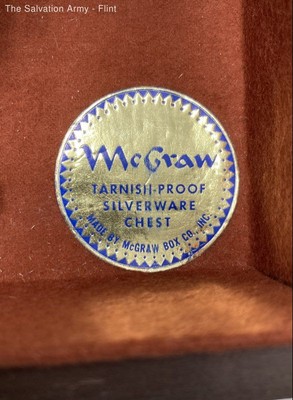 The Salvation Army - Flint
McGraw
TARNISH-PROOF
SILVERWARE
CHEST
MADE BY McGRAW BOX CO., INC.